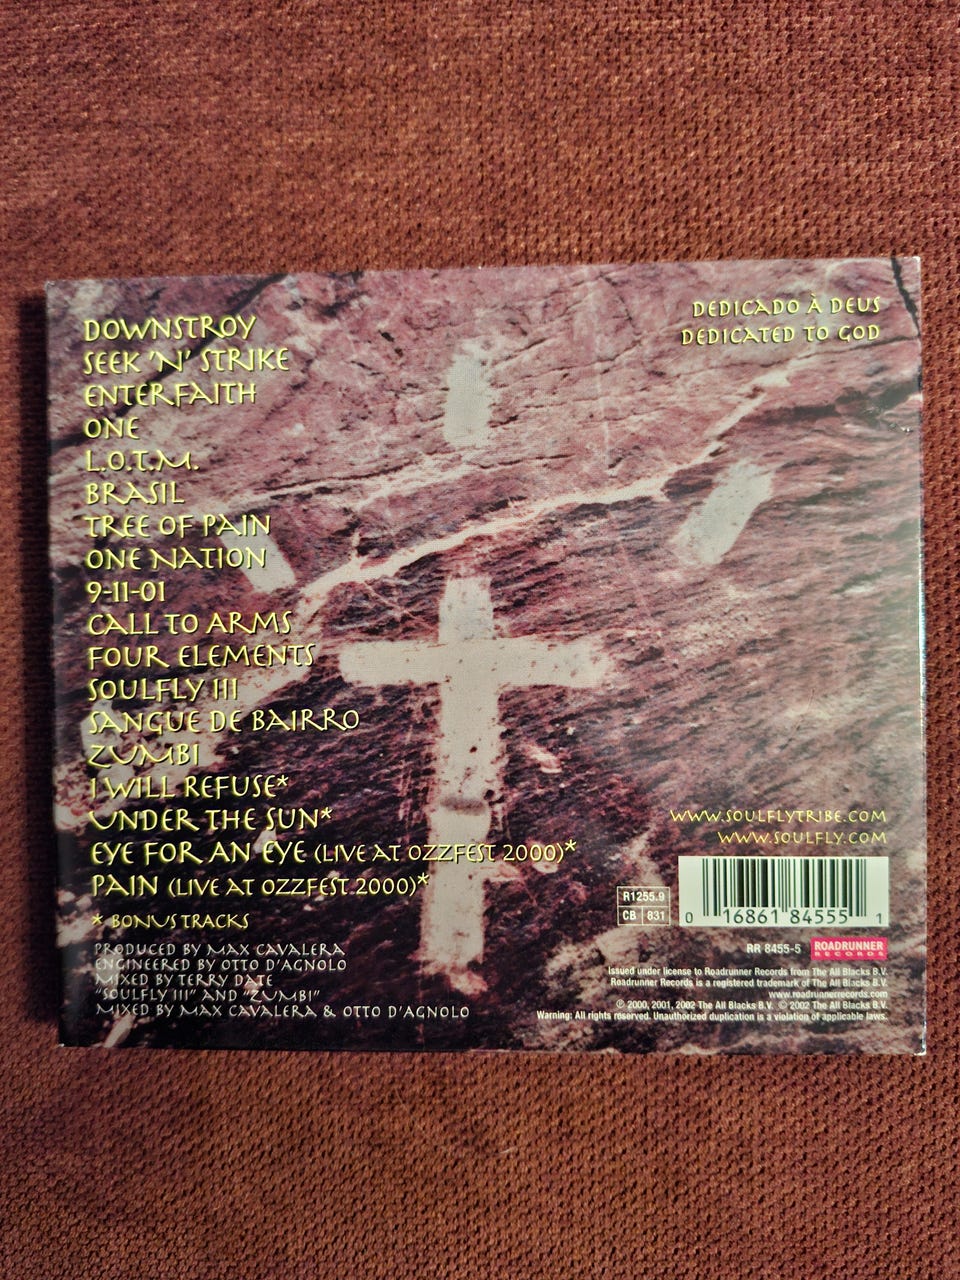 DOWNSTROY
SEEK 'N' STRIKE
ENTERFAITH
ONE
L.O.T.M.
BRASIL
TREE OF PAIN
ONE NATION
9-11-01
CALL TO ARMS
FOUR ELEMENTS
SOULFLY III
SANGUE DE BAIRRO
ZUMBI
I WILL REFUSE*
UNDER THE SUN*
EYE FOR AN EYE (LIVE AT OZZFEST 2000)*
PAIN (LIVE AT OZZFEST 2000)*
* BONUS TRACKS
PRODUCED BY MAX CAVALERA
ENGINEERED BY OTTO D'AGNOLO
MIXED BY TERRY DATE
"SOULFLY III" AND "ZUMBI"
MIXED BY MAX CAVALERA & OTTO D'AGNOLO
DEDICADO À DEUS
DEDICATED TO GOD
WWW.SOULFLYTRIBE.COM
WWW.SOULFLY.COM
R1255.9
CB 831
0 16861 84555 1
RR 8455-5 ROADRUNNER
RECORDS
Issued under license to Roadrunner Records from The All Blacks B.V.
Roadrunner Records is a registered trademark of The All Blacks B.V.
www.roadrunnerrecords.com
℗ 2000, 2001, 2002 The All Blacks B.V. © 2002 The All Blacks B.V.
Warning: All rights reserved. Unauthorized duplication is a violation of applicable laws.